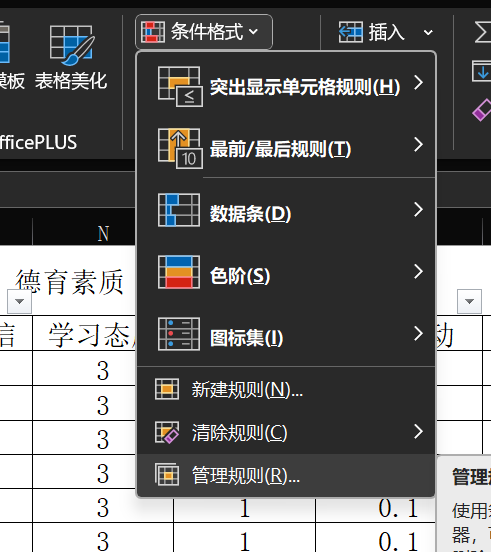 条件格式
插入
模板
表格美化
fficePLUS
突出显示单元格规则(H)
最前/最后规则(T)
10
数据条(D)
N
德育素质
色阶(S)
图标集(I)
信
学习态
动
3
新建规则(N)...
3
清除规则(C)
3
管理规则(R)...
3
管理规
3
1
0.1
使用
3
1
0.1
器，